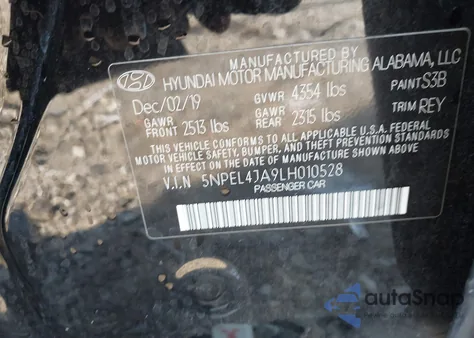 MANUFACTURED BY
HYUNDAI MOTOR MANUFACTURING ALABAMA, LLC
Dec/02/19 GVWR 4354 lbs PAINT S3B
GAWR FRONT 2513 lbs GAWR REAR 2315 lbs TRIM REY
THIS VEHICLE CONFORMS TO ALL APPLICABLE FEDERAL
MOTOR VEHICLE SAFETY, BUMPER, AND THEFT PREVENTION STANDARDS
IN EFFECT ON THE DATE OF MANUFACTURE SHOWN ABOVE.
V.I.N 5NPEL4JA9LH010528
PASSENGER CAR
autoSnap